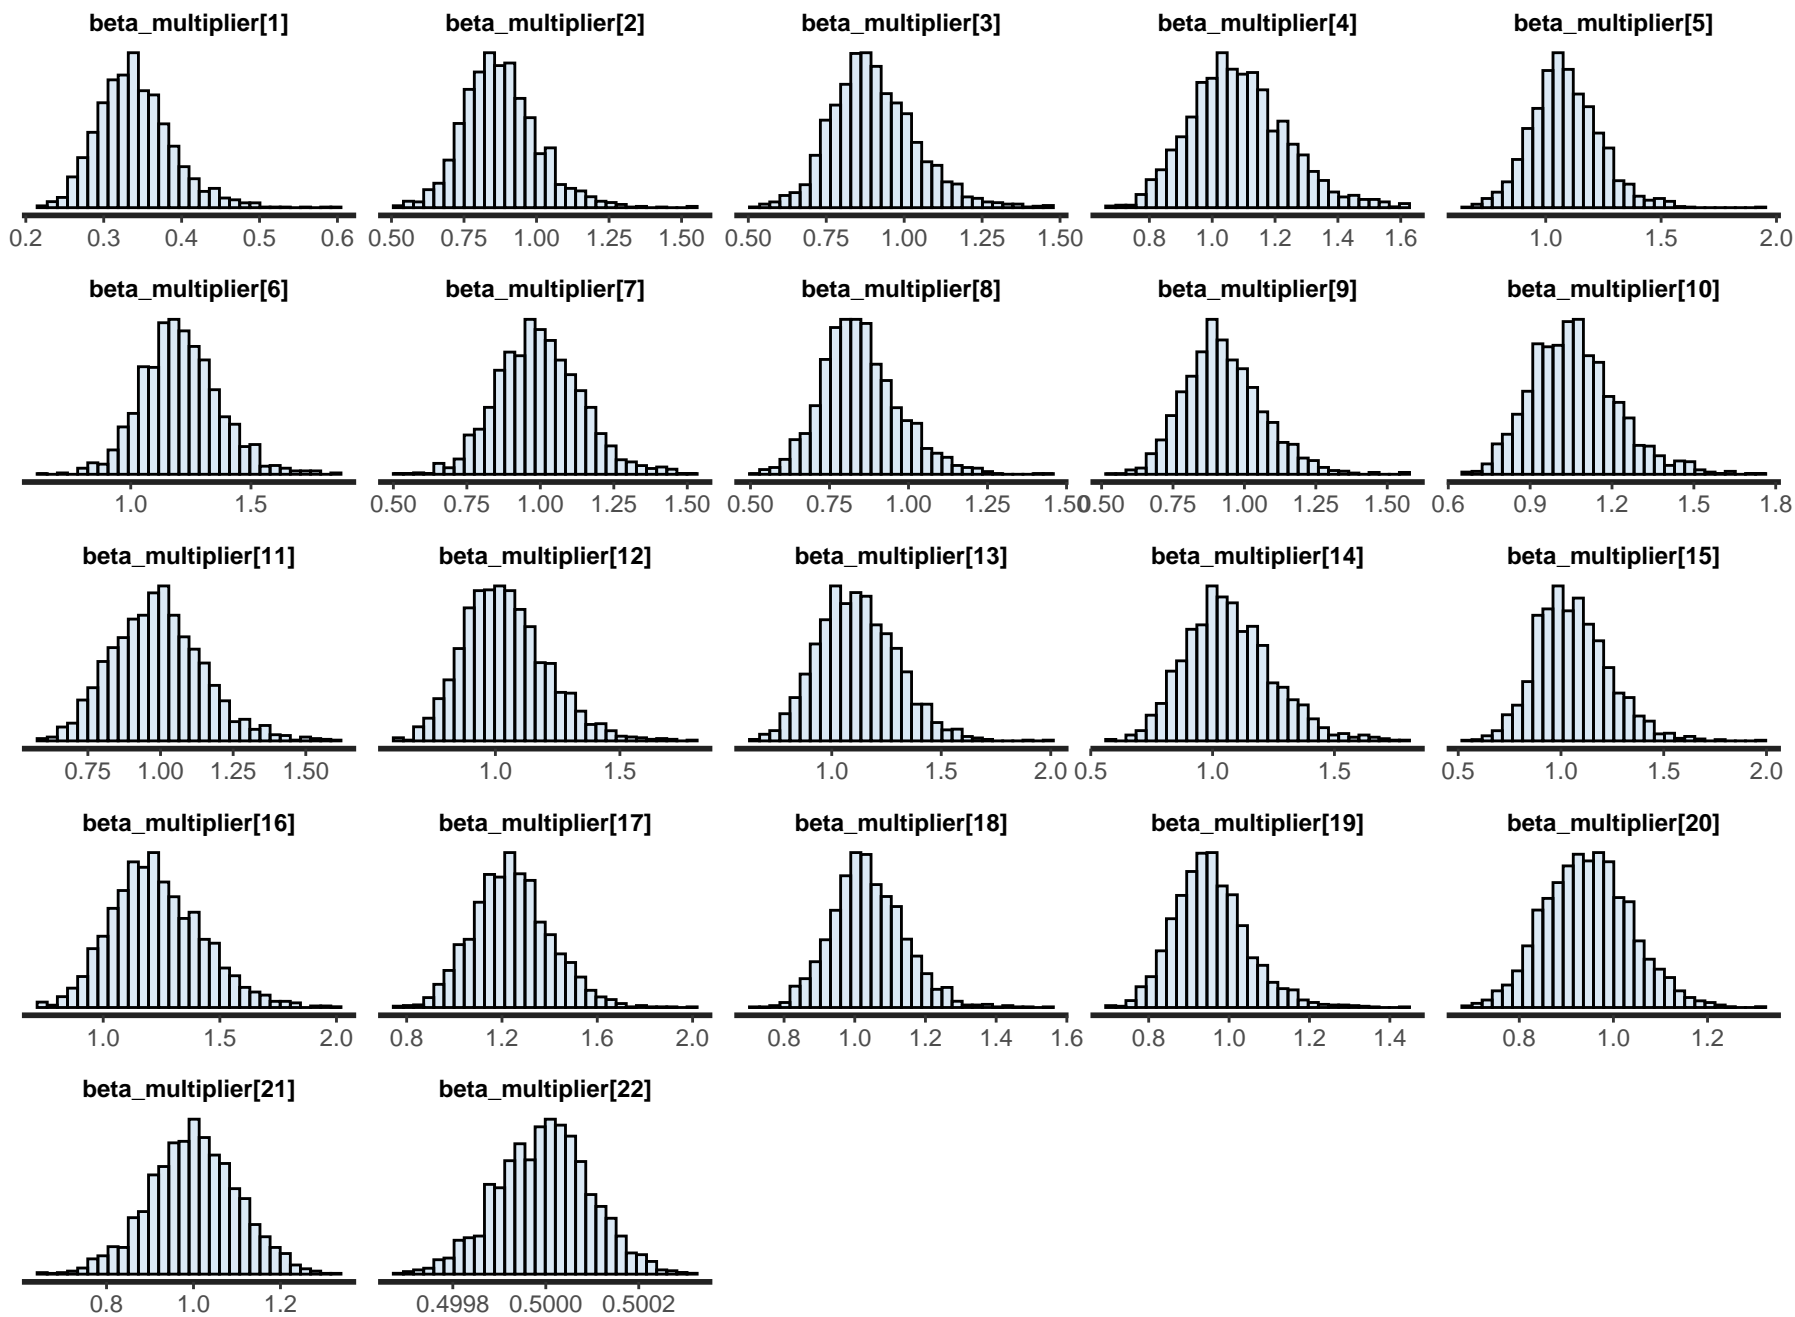 beta_multiplier[1] beta_multiplier[2] beta_multiplier[3] beta_multiplier[4] beta_multiplier[5]
0.2 0.3 0.4 0.5 0.6 0.50 0.75 1.00 1.25 1.50 0.50 0.75 1.00 1.25 1.50 0.8 1.0 1.2 1.4 1.6 1.0 1.5 2.0
beta_multiplier[6] beta_multiplier[7] beta_multiplier[8] beta_multiplier[9] beta_multiplier[10]
1.0 1.5 0.50 0.75 1.00 1.25 1.50 0.50 0.75 1.00 1.25 1.50 0.50 0.75 1.00 1.25 1.50 0.6 0.9 1.2 1.5 1.8
beta_multiplier[11] beta_multiplier[12] beta_multiplier[13] beta_multiplier[14] beta_multiplier[15]
0.75 1.00 1.25 1.50 1.0 1.5 1.0 1.5 2.0 0.5 1.0 1.5 0.5 1.0 1.5 2.0
beta_multiplier[16] beta_multiplier[17] beta_multiplier[18] beta_multiplier[19] beta_multiplier[20]
1.0 1.5 2.0 0.8 1.2 1.6 2.0 0.8 1.0 1.2 1.4 1.6 0.8 1.0 1.2 1.4 0.8 1.0 1.2
beta_multiplier[21] beta_multiplier[22]
0.8 1.0 1.2 0.4998 0.5000 0.5002